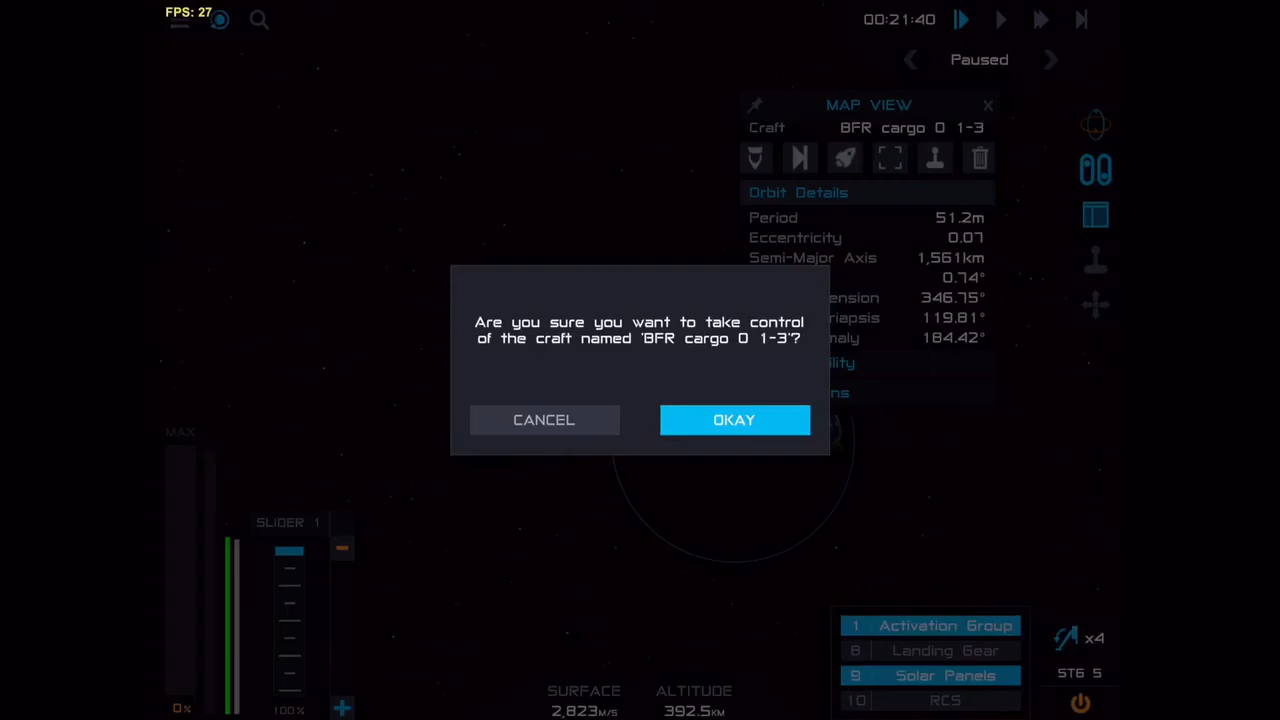 FPS: 27
00:21:40
Paused
MAP VIEW
X
Craft BFR cargo 0 1-3
Orbit Details
Period 51.2m
Eccentricity 0.07
Semi-Major Axis 1,561km
0.74°
ension 346.75°
riapsis 119.81°
maly 184.42°
ility
ns
Are you sure you want to take control
of the craft named 'BFR cargo 0 1-3'?
CANCEL OKAY
MAX
SLIDER 1
0%
100%
SURFACE
2,823M/S
ALTITUDE
392.5KM
1 Activation Group
8 Landing Gear
9 Solar Panels
10 RCS
x4
STG 5